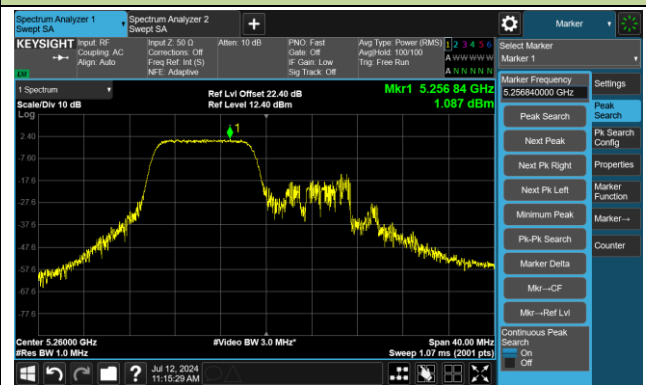 Spectrum Analyzer 1
Swept SA
Spectrum Analyzer 2
Swept SA
+
Marker
KEYSIGHT
Input: RF
Coupling: AC
Align: Auto
Input Z: 50 Ω
Corrections: Off
Freq Ref: Int (S)
NFE: Adaptive
Atten: 10 dB
PNO: Fast
Gate: Off
IF Gain: Low
Sig Track: Off
Avg Type: Power (RMS)
Avg|Hold: 100/100
Trig: Free Run
1 2 3 4 5 6
A W W W W W
A N N N N N
Select Marker
Marker 1
1 Spectrum
Scale/Div 10 dB
Log
Ref Lvl Offset 22.40 dB
Ref Level 12.40 dBm
Mkr1 5.256 84 GHz
1.087 dBm
1
2.40
-7.60
-17.6
-27.6
-37.6
-47.6
-57.6
-67.6
-77.6
Center 5.26000 GHz
#Res BW 1.0 MHz
#Video BW 3.0 MHz*
Span 40.00 MHz
Sweep 1.07 ms (2001 pts)
Marker Frequency
5.256840000 GHz
Peak Search
Next Peak
Next Pk Right
Next Pk Left
Minimum Peak
Pk-Pk Search
Marker Delta
Mkr→CF
Mkr→Ref Lvl
Continuous Peak
Search
On
Off
Settings
Peak
Search
Pk Search
Config
Properties
Marker
Function
Marker→
Counter
?
Jul 12, 2024
11:15:29 AM